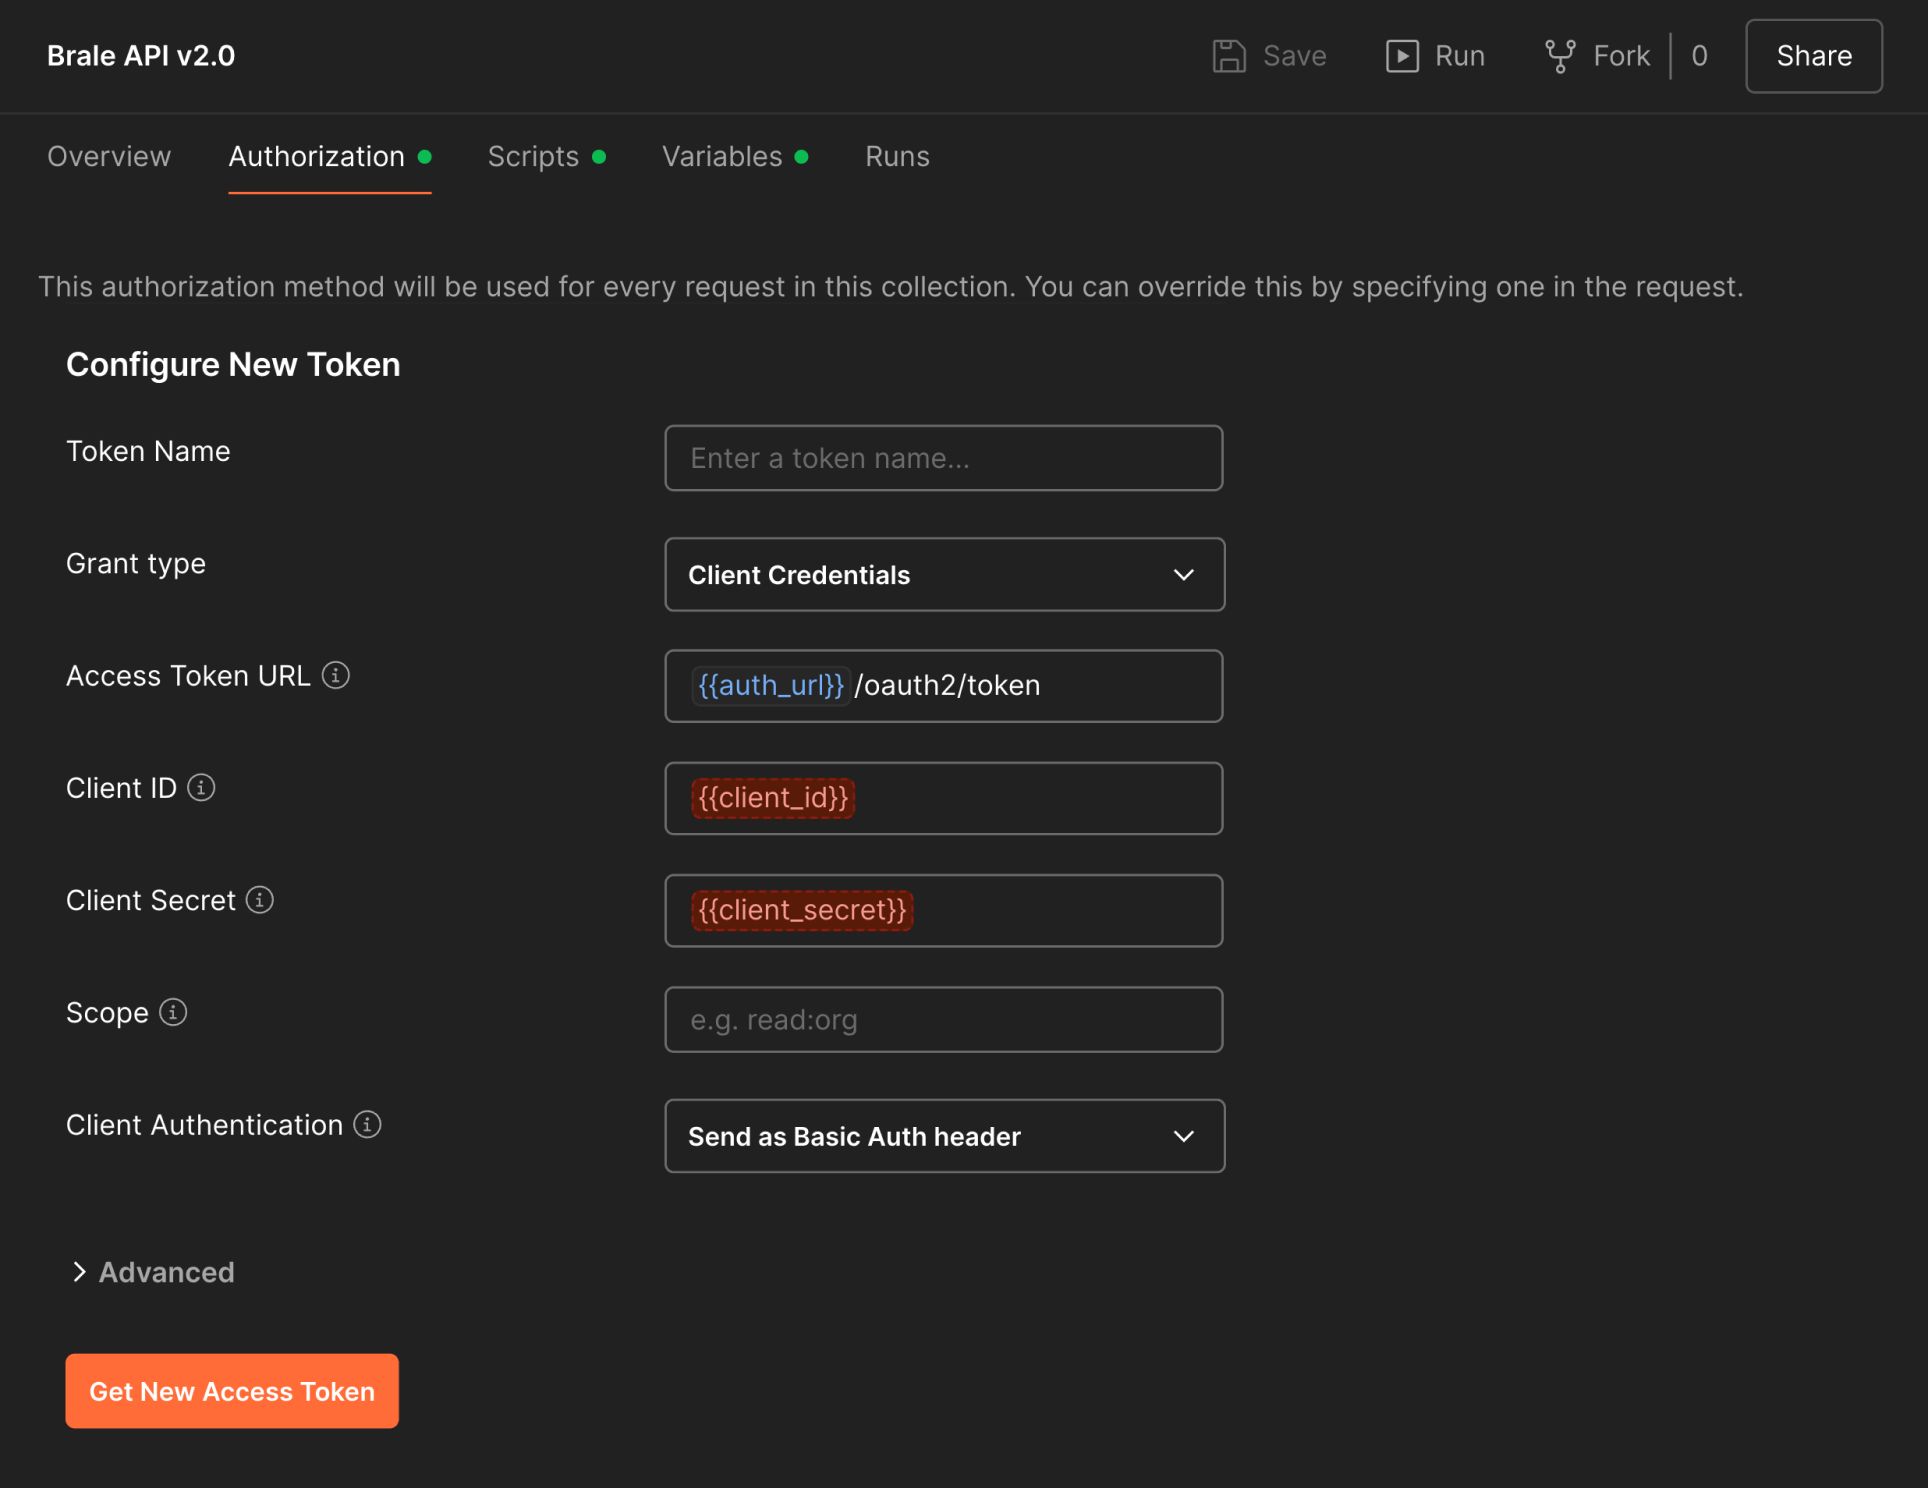 Brale API v2.0 Save Run Fork 0 Share
Overview Authorization Scripts Variables Runs
This authorization method will be used for every request in this collection. You can override this by specifying one in the request.
Configure New Token
Token Name Enter a token name...
Grant type Client Credentials
Access Token URL {{auth_url}}/oauth2/token
Client ID {{client_id}}
Client Secret {{client_secret}}
Scope e.g. read:org
Client Authentication Send as Basic Auth header
Advanced
Get New Access Token